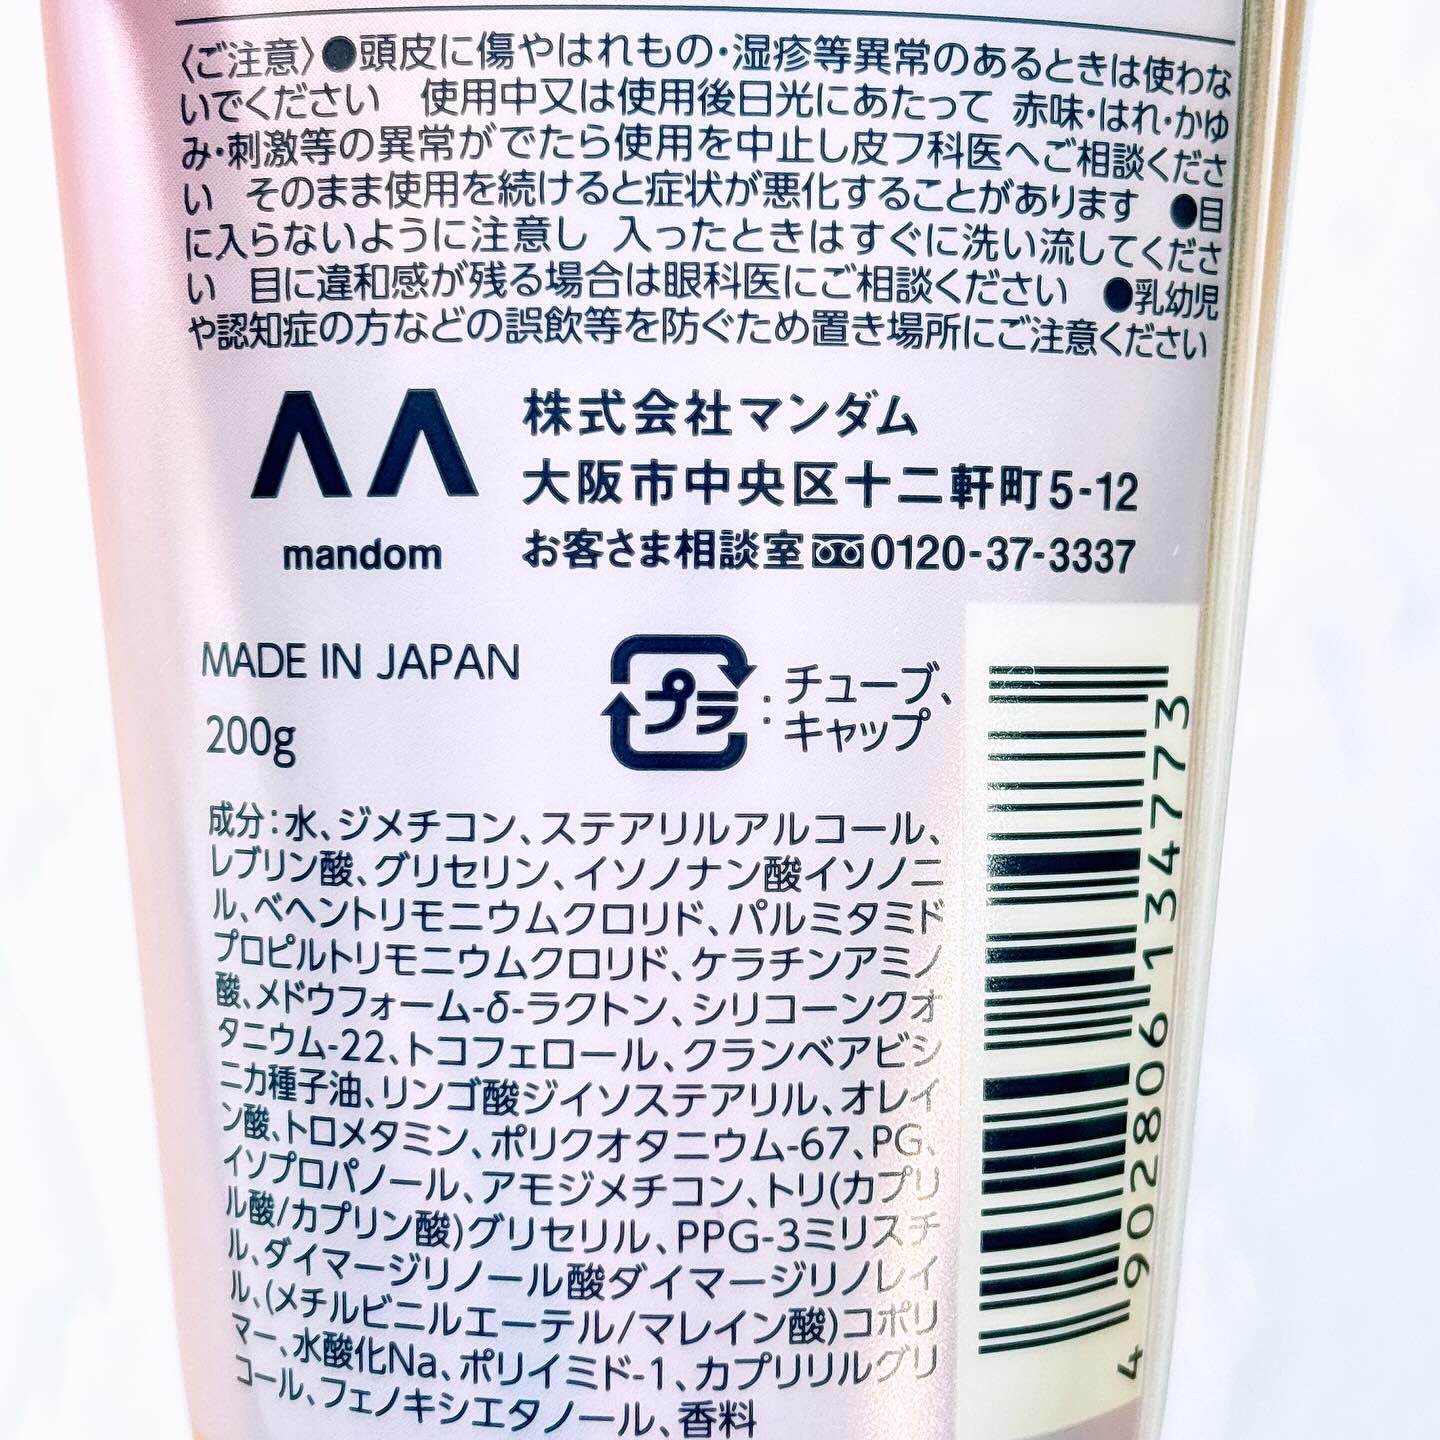 〈ご注意〉●頭皮に傷やはれもの・湿疹等異常のあるときは使わな
いでください　使用中又は使用後日光にあたって 赤味・はれ・かゆ
み・刺激等の異常がでたら使用を中止し皮フ科医へご相談くださ
い　そのまま使用を続けると症状が悪化することがあります　●目
に入らないように注意し　入ったときはすぐに洗い流してくださ
い　目に違和感が残る場合は眼科医にご相談ください　●乳幼児
や認知症の方などの誤飲等を防ぐため置き場所にご注意ください
mandom
株式会社マンダム
大阪市中央区十二軒町5-12
お客さま相談室 0120-37-3337
MADE IN JAPAN
200g
プラ
:チューブ、
キャップ
成分:水、ジメチコン、ステアリルアルコール、
レブリン酸、グリセリン、イソノナン酸イソノニ
ル、ベヘントリモニウムクロリド、パルミタミド
プロピルトリモニウムクロリド、ケラチンアミノ
酸、メドウフォーム-δ-ラクトン、シリコーンクオ
タニウム-22、トコフェロール、クランベアビシ
ニカ種子油、リンゴ酸ジイソステアリル、オレイ
ン酸、トロメタミン、ポリクオタニウム-67、PG、
イソプロパノール、アモジメチコン、トリ(カプリ
ル酸/カプリン酸)グリセリル、PPG-3ミリスチ
ル、ダイマージリノール酸ダイマージリノレイ
ル、(メチルビニルエーテル/マレイン酸)コポリ
マー、水酸化Na、ポリイミド-1、カプリリルグリ
コール、フェノキシエタノール、香料
4902806134773